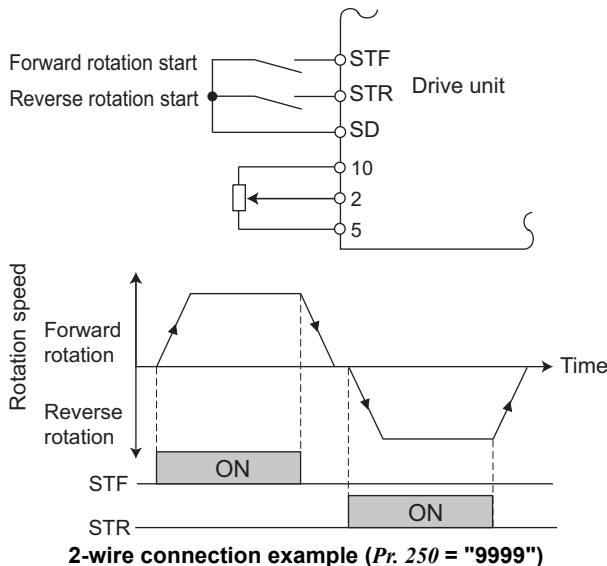 Forward rotation start
STF
Reverse rotation start
STR
Drive unit
SD
10
2
5
Rotation speed
Forward
rotation
Time
Reverse
rotation
ON
STF
ON
STR
2-wire connection example (Pr. 250 = "9999")